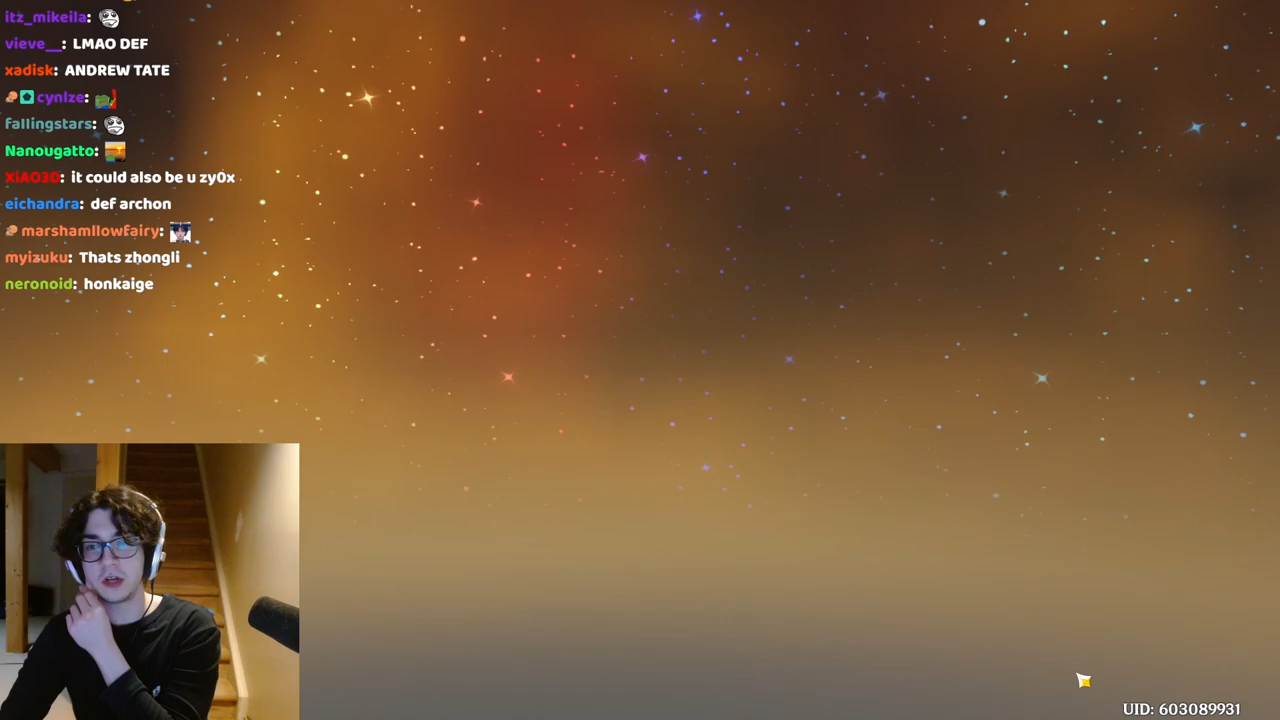 itz_mikeila:
vieve__: LMAO DEF
xadisk: ANDREW TATE
cynlze:
fallingstars:
Nanougatto:
XiAO3O: it could also be u zy0x
eichandra: def archon
marshamllowfairy:
myizuku: Thats zhongli
neronoid: honkaige
UID: 603089931